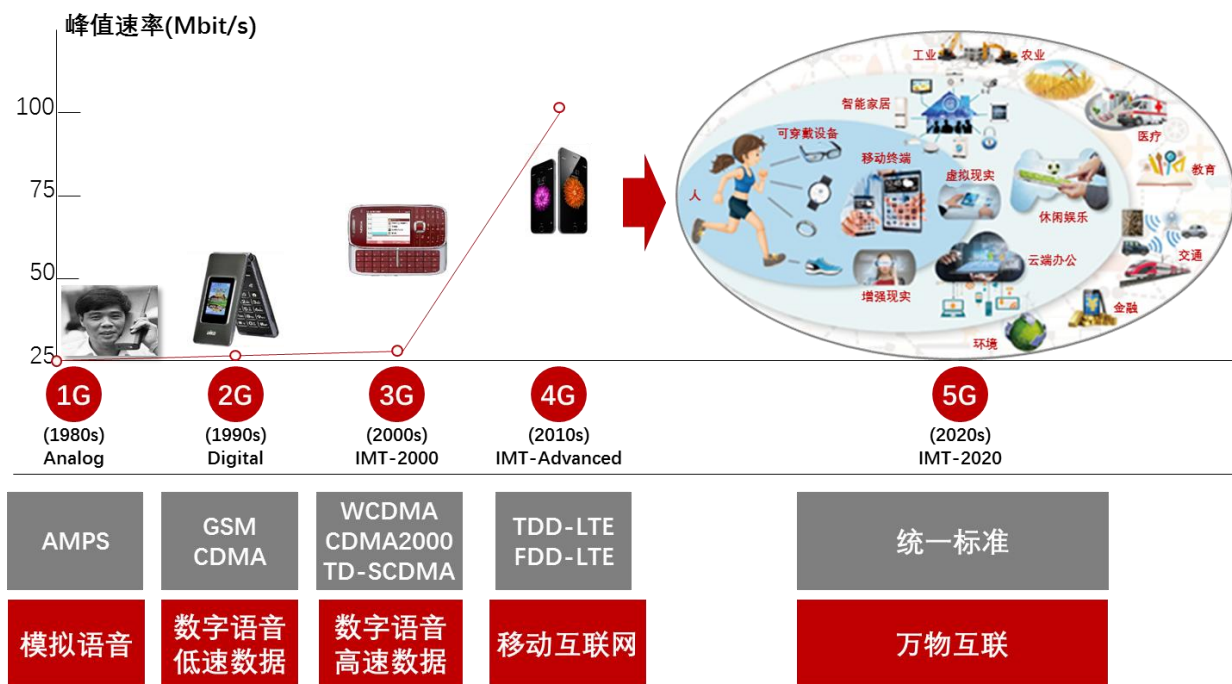 峰值速率(Mbit/s)
100
75
50
25
工业
农业
智能家居
可穿戴设备
移动终端
医疗
人
虚拟现实
教育
休闲娱乐
云端办公
交通
增强现实
金融
环境
1G
2G
3G
4G
5G
(1980s)
Analog
(1990s)
Digital
(2000s)
IMT-2000
(2010s)
IMT-Advanced
(2020s)
IMT-2020
AMPS
GSM
CDMA
WCDMA
CDMA2000
TD-SCDMA
TDD-LTE
FDD-LTE
统一标准
模拟语音
数字语音
低速数据
数字语音
高速数据
移动互联网
万物互联